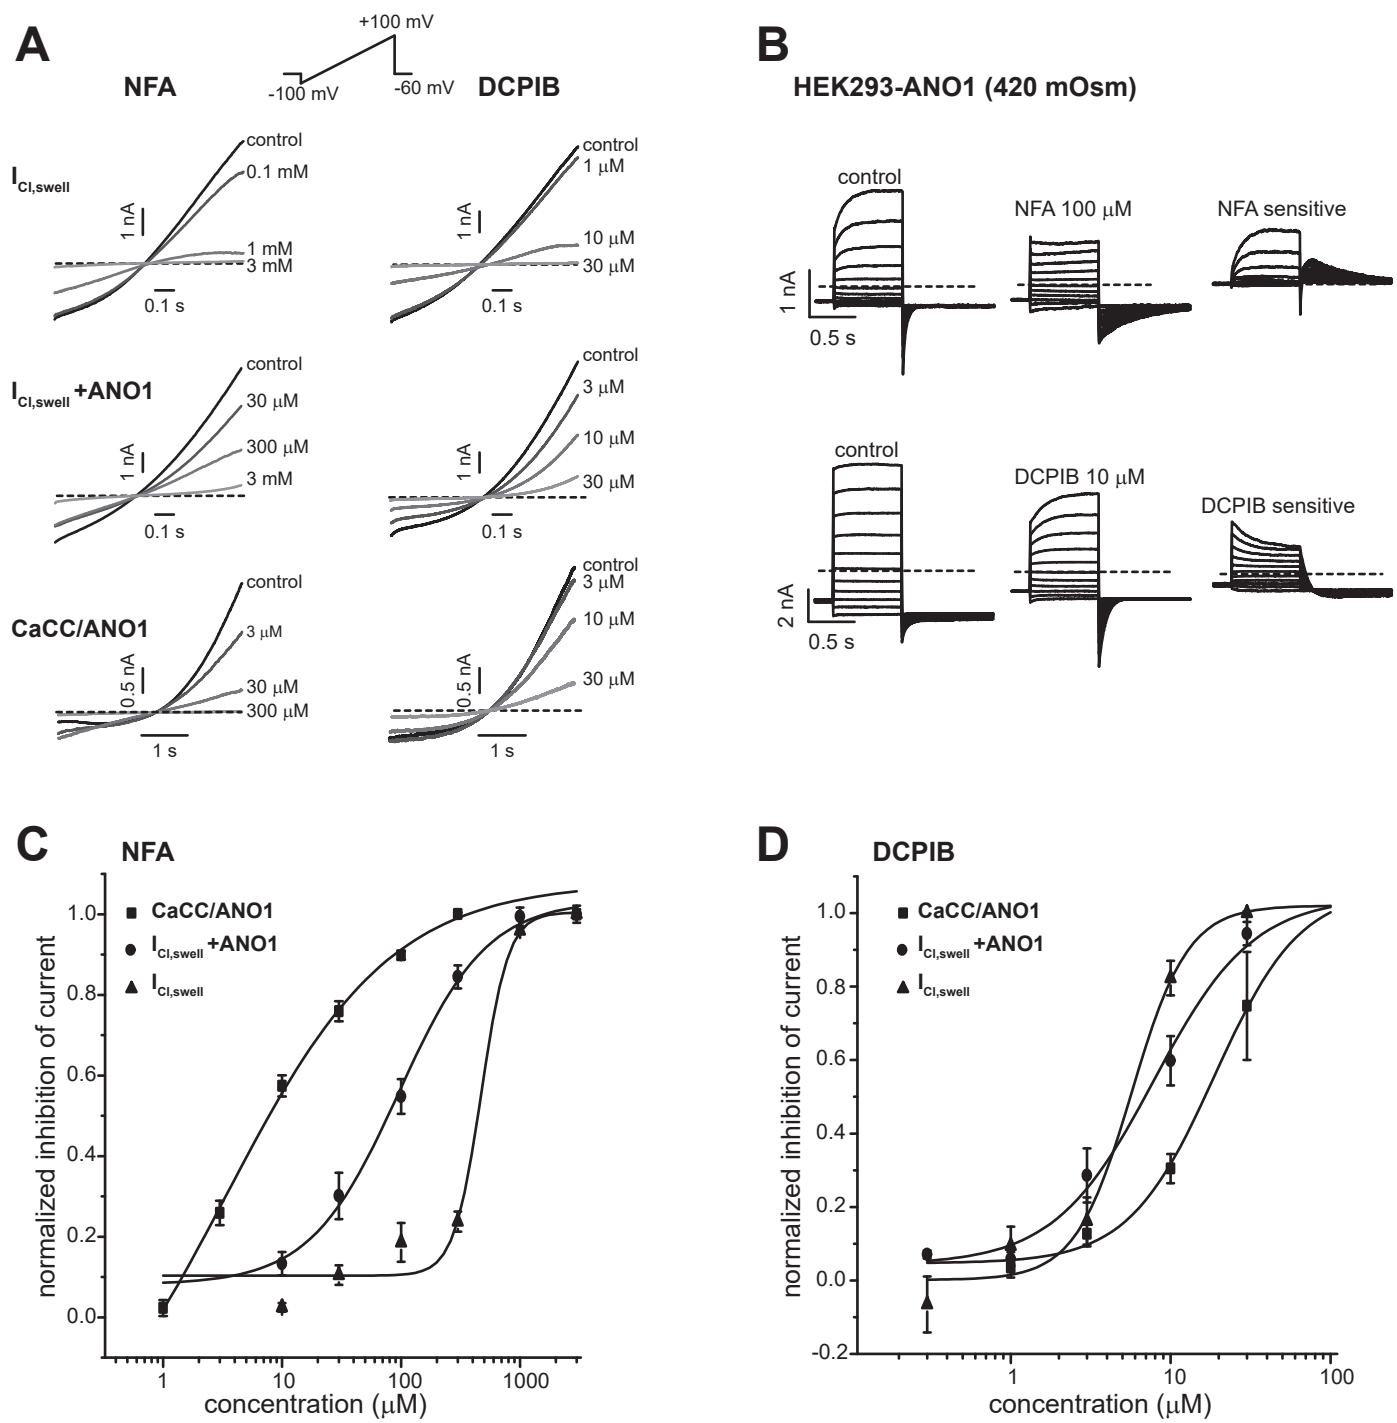 A
+100 mV
-100 mV
-60 mV
NFA
DCPIB
I Cl,swell
control
0.1 mM
1 mM
3 mM
1 nA
0.1 s
control
1 μM
10 μM
30 μM
1 nA
0.1 s
I Cl,swell +ANO1
control
30 μM
300 μM
3 mM
1 nA
0.1 s
control
3 μM
10 μM
30 μM
1 nA
0.1 s
CaCC/ANO1
control
3 μM
30 μM
300 μM
0.5 nA
1 s
control
3 μM
10 μM
30 μM
0.5 nA
1 s
B
HEK293-ANO1 (420 mOsm)
control
NFA 100 μM
NFA sensitive
1 nA
0.5 s
control
DCPIB 10 μM
DCPIB sensitive
2 nA
0.5 s
C
NFA
CaCC/ANO1
I Cl,swell +ANO1
I Cl,swell
normalized inhibition of current
1.0
0.8
0.6
0.4
0.2
0.0
1
10
100
1000
concentration (μM)
D
DCPIB
CaCC/ANO1
I Cl,swell +ANO1
I Cl,swell
normalized inhibition of current
1.0
0.8
0.6
0.4
0.2
0.0
-0.2
1
10
100
concentration (μM)